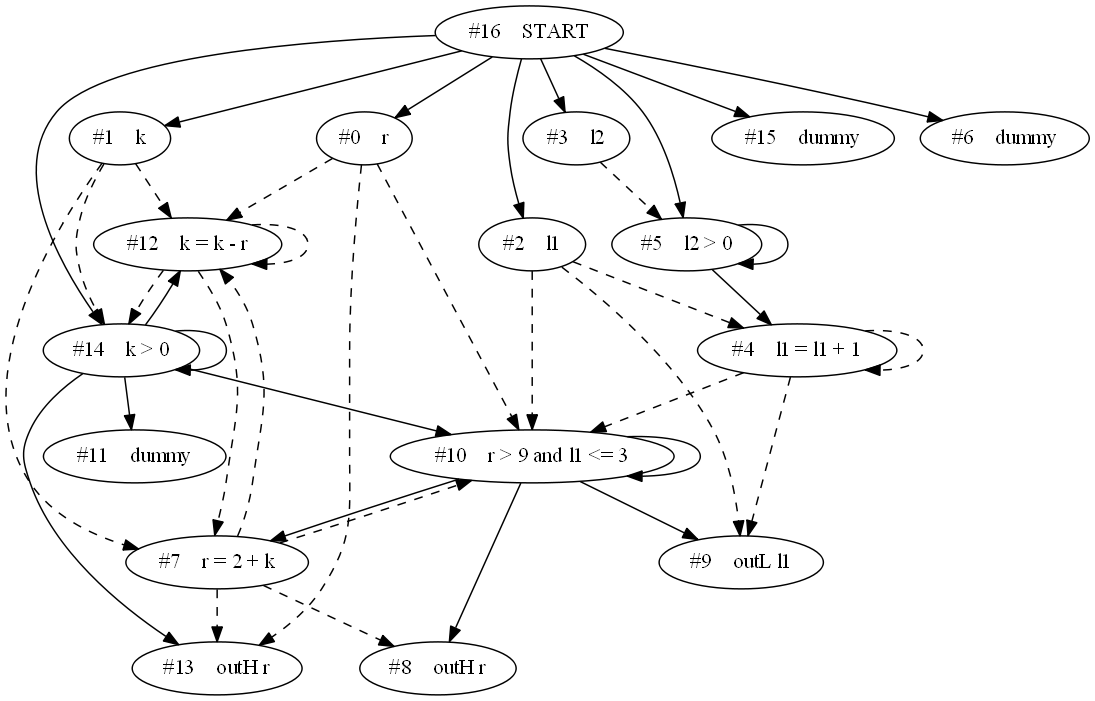 #16 START
#1 k
#0 r
#3 l2
#15 dummy
#6 dummy
#12 k = k - r
#2 l1
#5 l2 > 0
#14 k > 0
#4 l1 = l1 + 1
#11 dummy
#10 r > 9 and l1 <= 3
#7 r = 2 + k
#9 outL l1
#13 outH r
#8 outH r